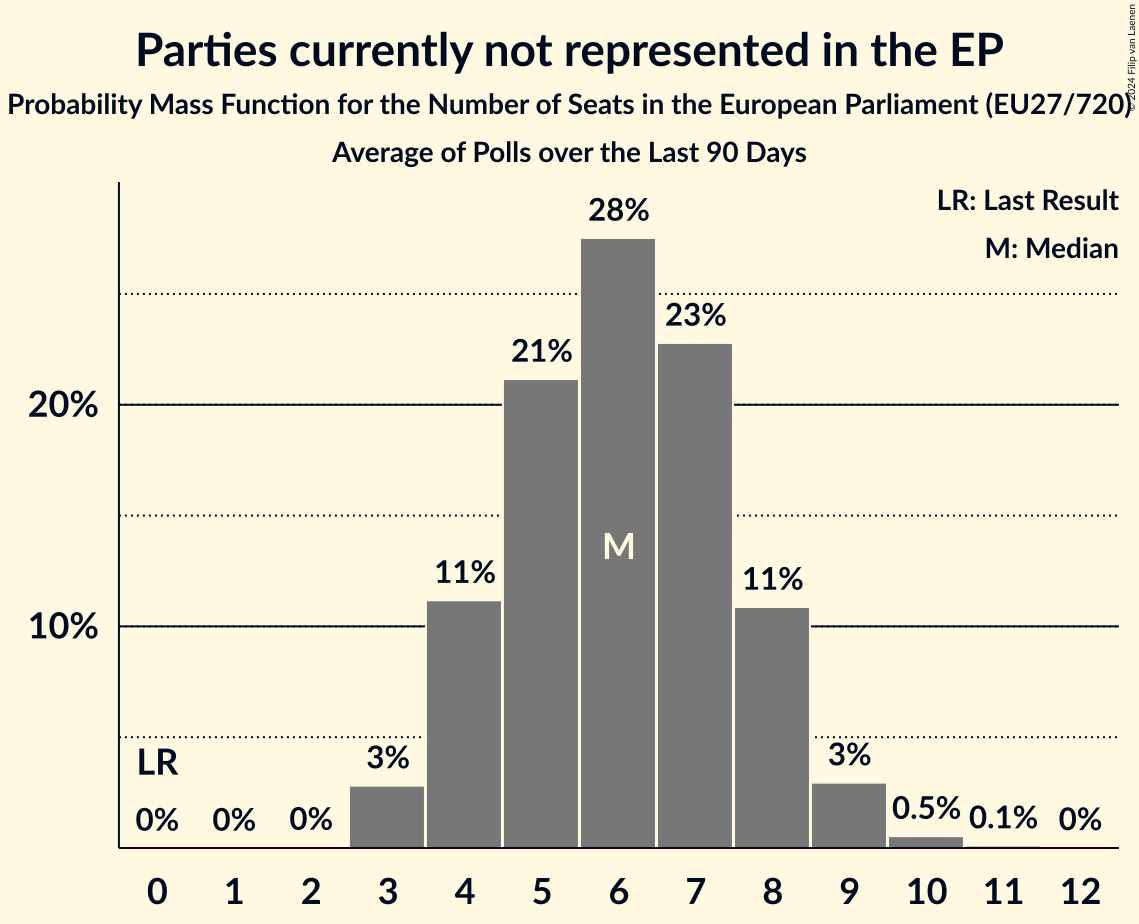 Parties currently not represented in the EP
Probability Mass Function for the Number of Seats in the European Parliament (EU27/720)
Average of Polls over the Last 90 Days
© 2024 Filip van Laenen
LR: Last Result
M: Median
20%
10%
LR
0%
0%
0%
3%
11%
21%
28%
23%
11%
3%
0.5%
0.1%
0%
M
0 1 2 3 4 5 6 7 8 9 10 11 12